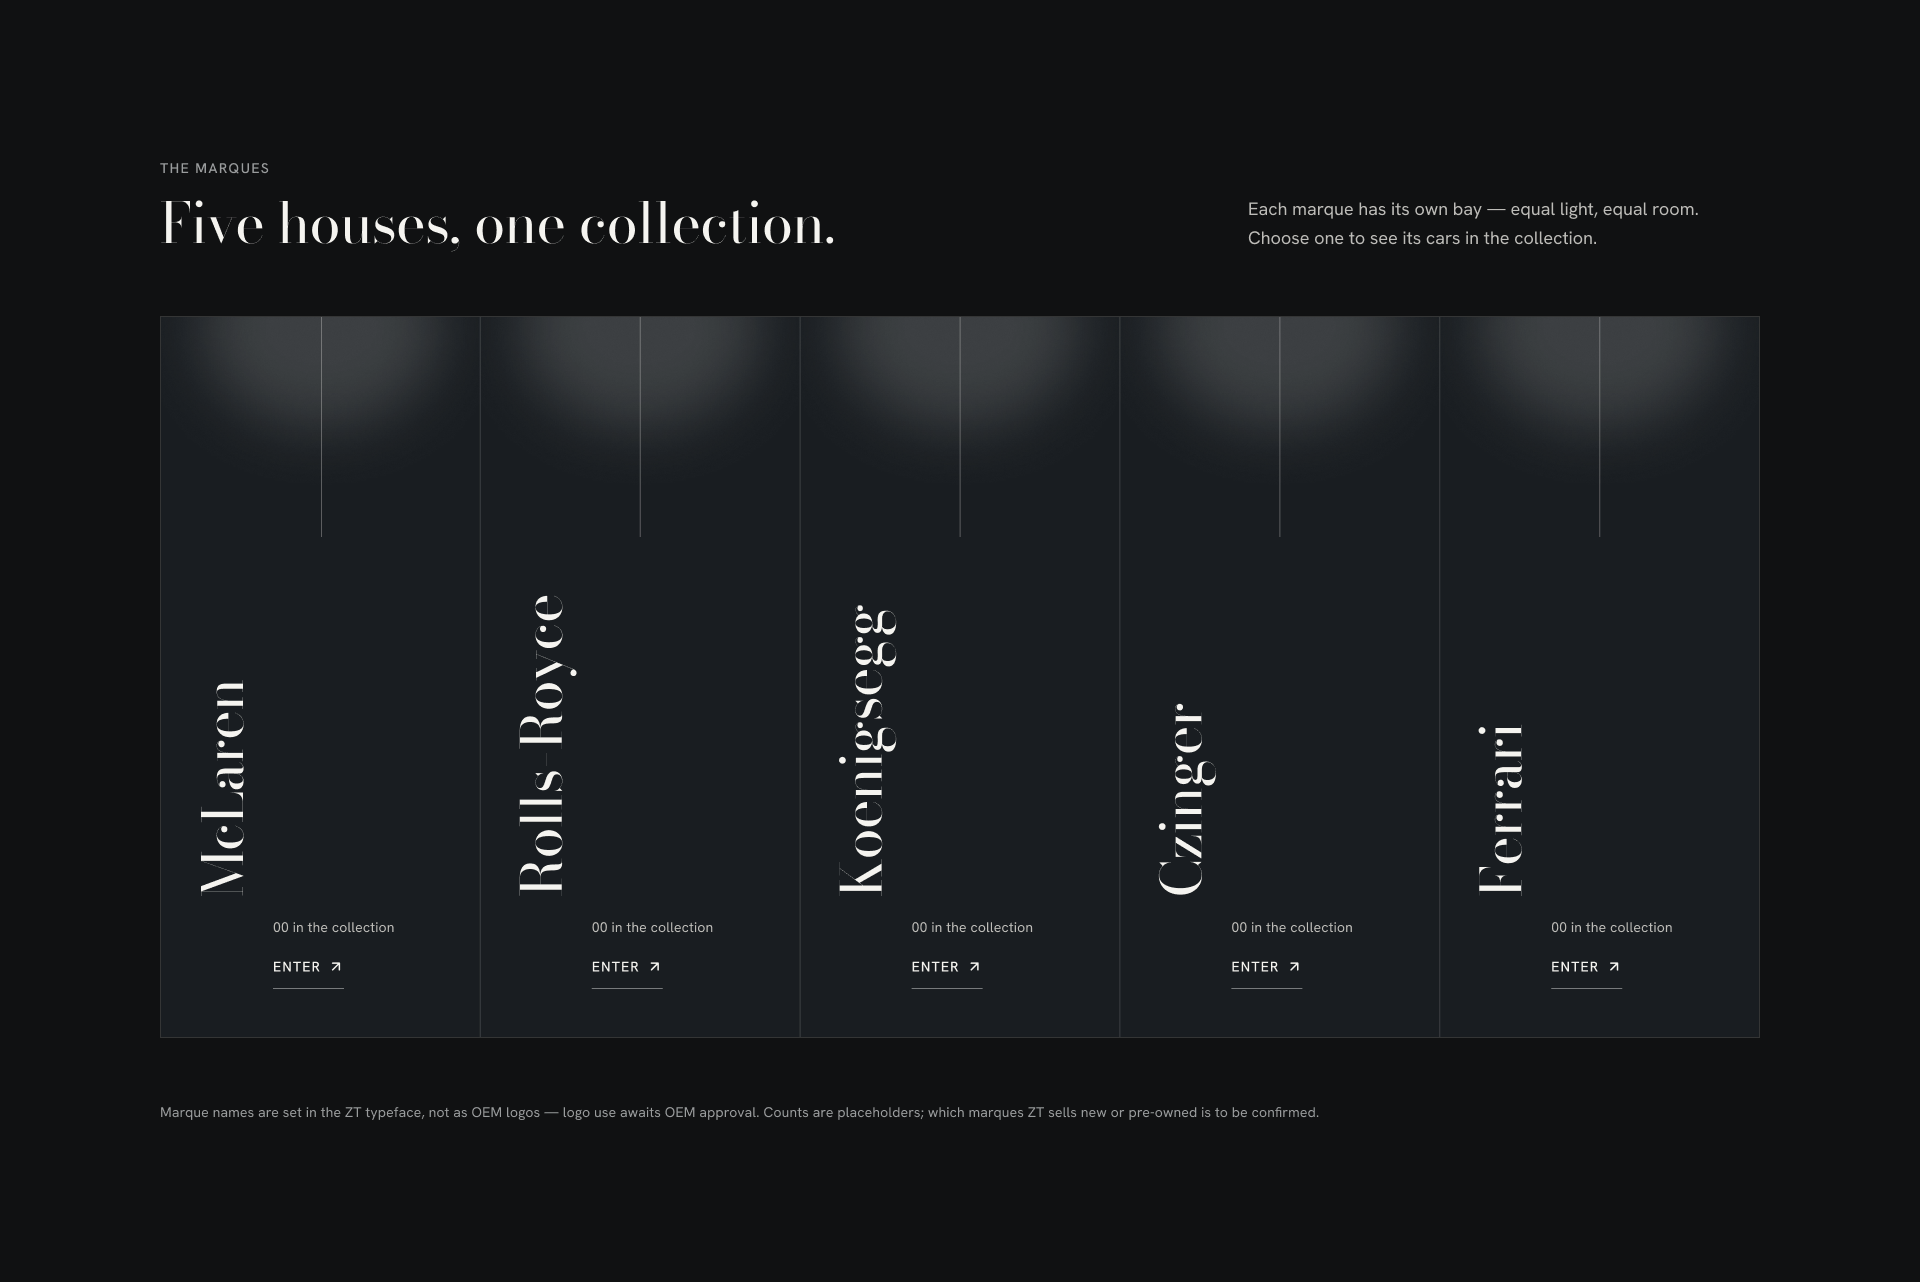 THE MARQUES
Five houses, one collection.
Each marque has its own bay — equal light, equal room.
Choose one to see its cars in the collection.
McLaren
00 in the collection
ENTER ↗
Rolls-Royce
00 in the collection
ENTER ↗
Koenigsegg
00 in the collection
ENTER ↗
Czinger
00 in the collection
ENTER ↗
Ferrari
00 in the collection
ENTER ↗
Marque names are set in the ZT typeface, not as OEM logos — logo use awaits OEM approval. Counts are placeholders; which marques ZT sells new or pre-owned is to be confirmed.